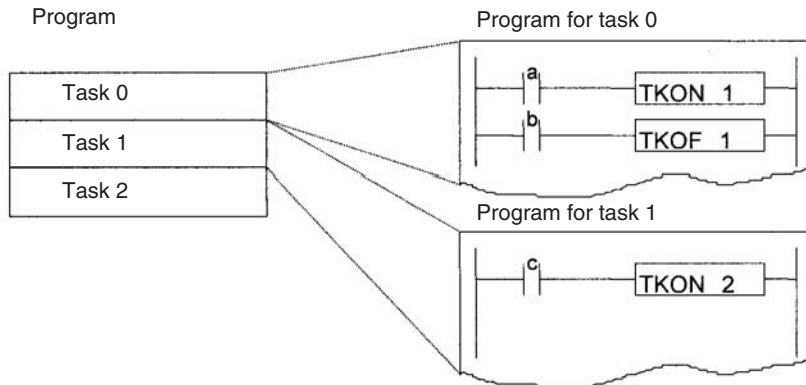 Program
Task 0
Task 1
Task 2
Program for task 0
a
TKON 1
b
TKOF 1
Program for task 1
c
TKON 2